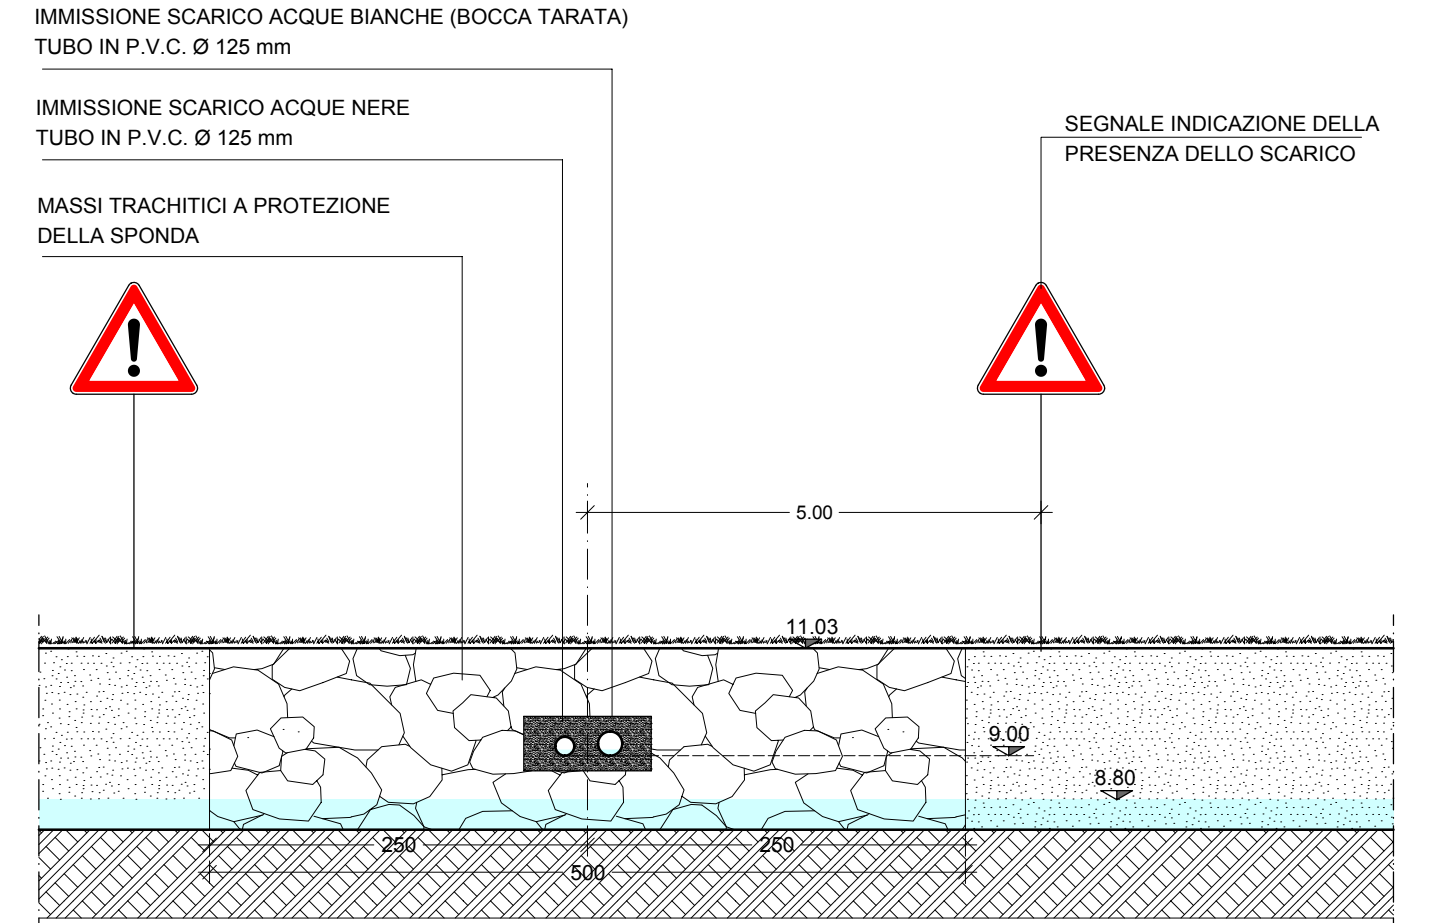 IMMISSIONE SCARICO ACQUE BIANCHE (BOCCA TARATA)
TUBO IN P.V.C. Ø 125 mm
IMMISSIONE SCARICO ACQUE NERE
TUBO IN P.V.C. Ø 125 mm
MASSI TRACHITICI A PROTEZIONE
DELLA SPONDA
SEGNALE INDICAZIONE DELLA
PRESENZA DELLO SCARICO
5.00
11.03
9.00
8.80
250
250
500